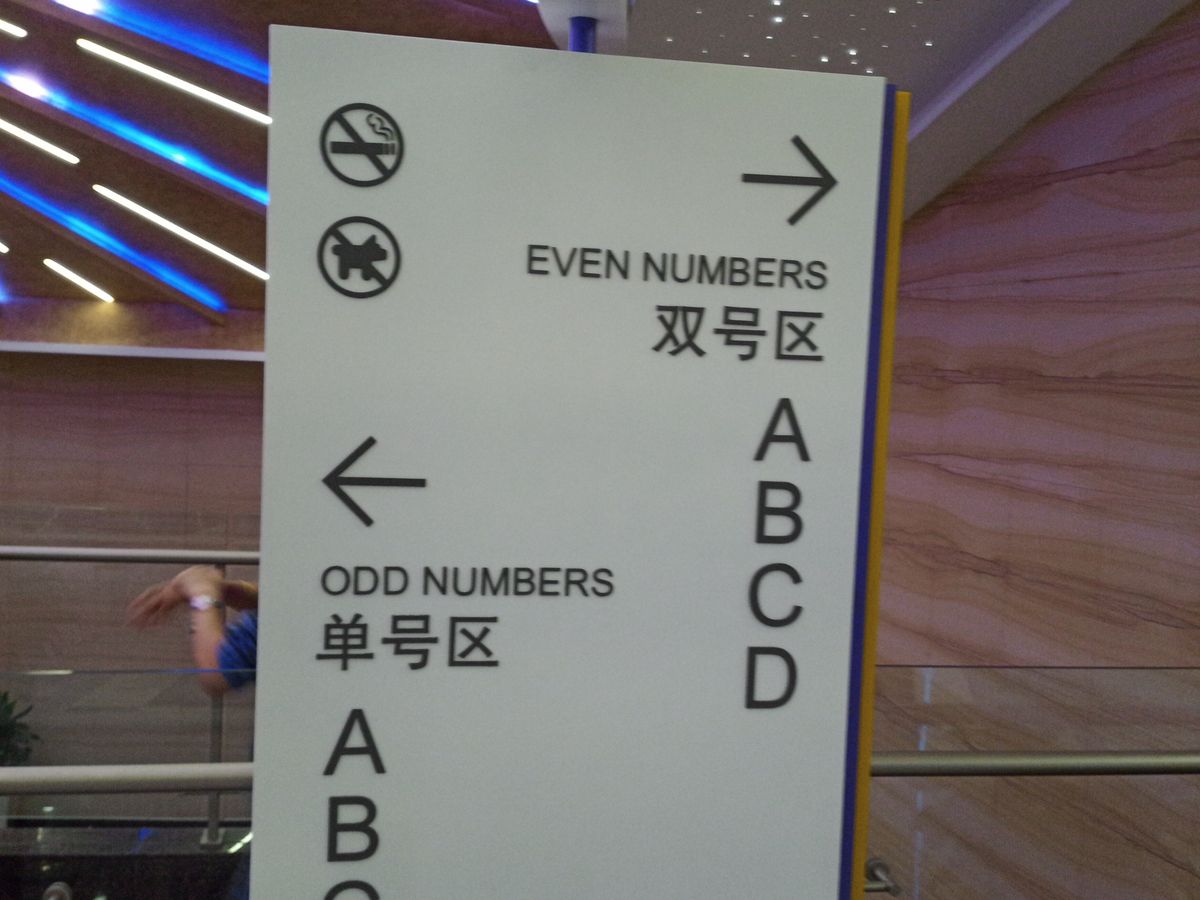 EVEN NUMBERS
双号区
A
B
C
D
ODD NUMBERS
单号区
A
B